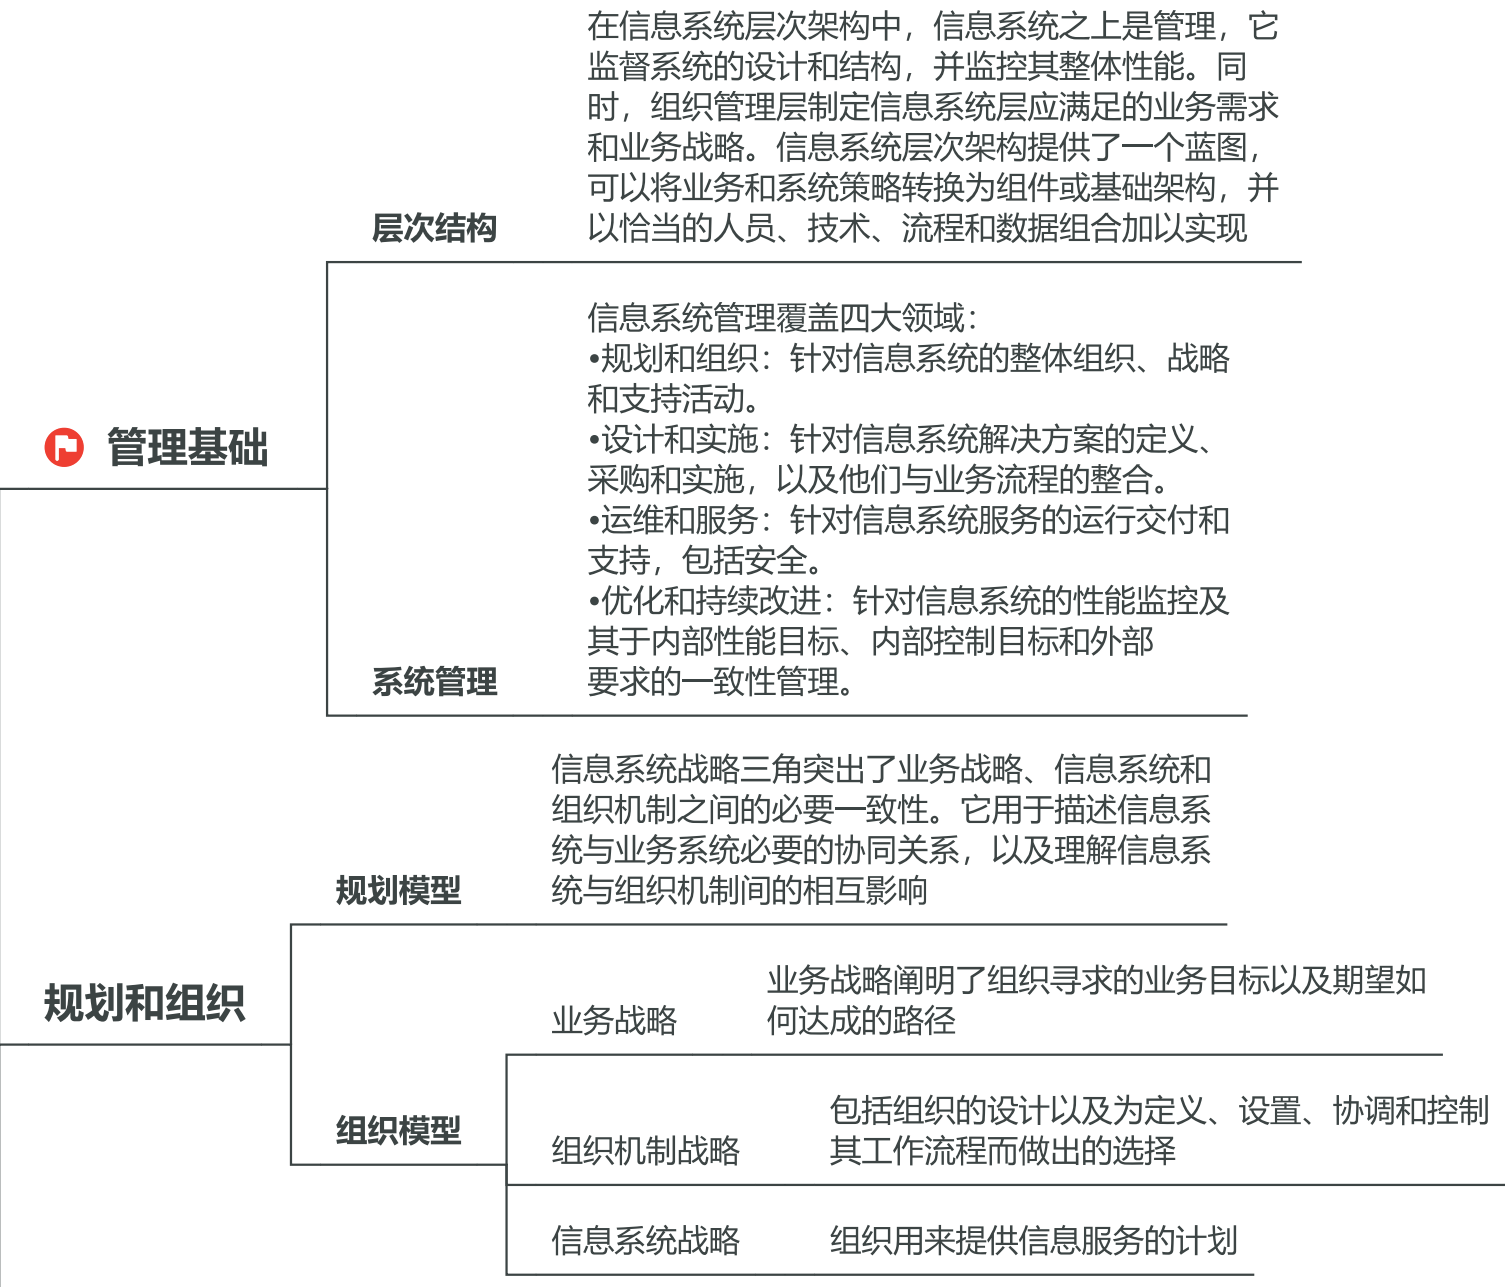 管理基础
层次结构
在信息系统层次架构中，信息系统之上是管理，它
监督系统的设计和结构，并监控其整体性能。同
时，组织管理层制定信息系统层应满足的业务需求
和业务战略。信息系统层次架构提供了一个蓝图，
可以将业务和系统策略转换为组件或基础架构，并
以恰当的人员、技术、流程和数据组合加以实现
系统管理
信息系统管理覆盖四大领域：
•规划和组织：针对信息系统的整体组织、战略
和支持活动。
•设计和实施：针对信息系统解决方案的定义、
采购和实施，以及他们与业务流程的整合。
•运维和服务：针对信息系统服务的运行交付和
支持，包括安全。
•优化和持续改进：针对信息系统的性能监控及
其于内部性能目标、内部控制目标和外部
要求的一致性管理。
规划和组织
规划模型
信息系统战略三角突出了业务战略、信息系统和
组织机制之间的必要一致性。它用于描述信息系
统与业务系统必要的协同关系，以及理解信息系
统与组织机制间的相互影响
组织模型
业务战略
业务战略阐明了组织寻求的业务目标以及期望如
何达成的路径
组织机制战略
包括组织的设计以及为定义、设置、协调和控制
其工作流程而做出的选择
信息系统战略
组织用来提供信息服务的计划